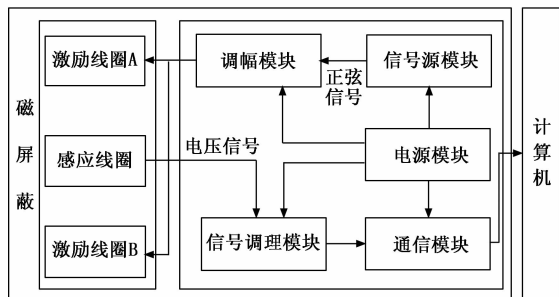 磁屏蔽
激励线圈A
感应线圈
激励线圈B
调幅模块
正弦
信号
信号源模块
电压信号
电源模块
信号调理模块
通信模块
计算机